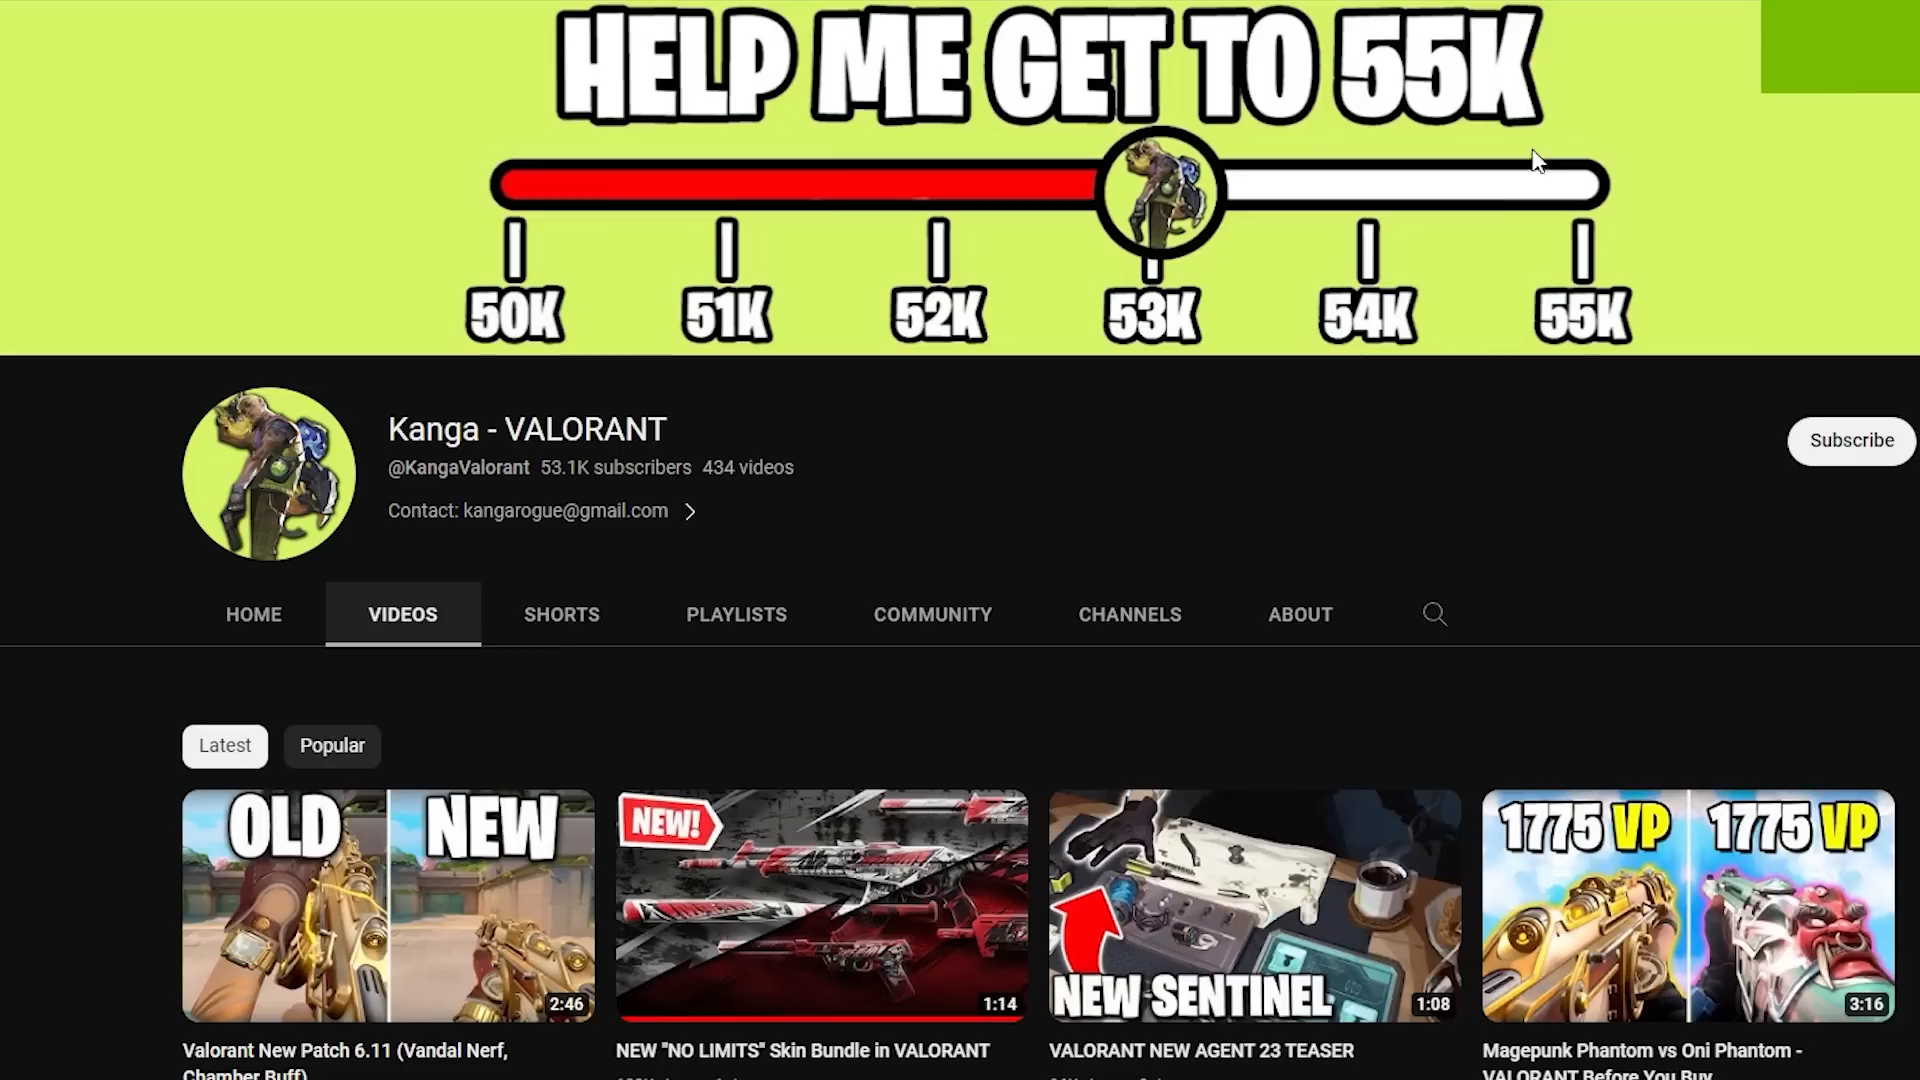 HELP ME GET TO 55K
50K 51K 52K 53K 54K 55K
Kanga - VALORANT
@KangaValorant 53.1K subscribers 434 videos
Contact: kangarogue@gmail.com
Subscribe
HOME VIDEOS SHORTS PLAYLISTS COMMUNITY CHANNELS ABOUT
Latest Popular
OLD NEW
2:46
NEW!
1:14
NEW SENTINEL
1:08
1775 VP 1775 VP
3:16
Valorant New Patch 6.11 (Vandal Nerf,
Chamber Buff)
NEW "NO LIMITS" Skin Bundle in VALORANT
VALORANT NEW AGENT 23 TEASER
Magepunk Phantom vs Oni Phantom -
VALORANT Before You Buy